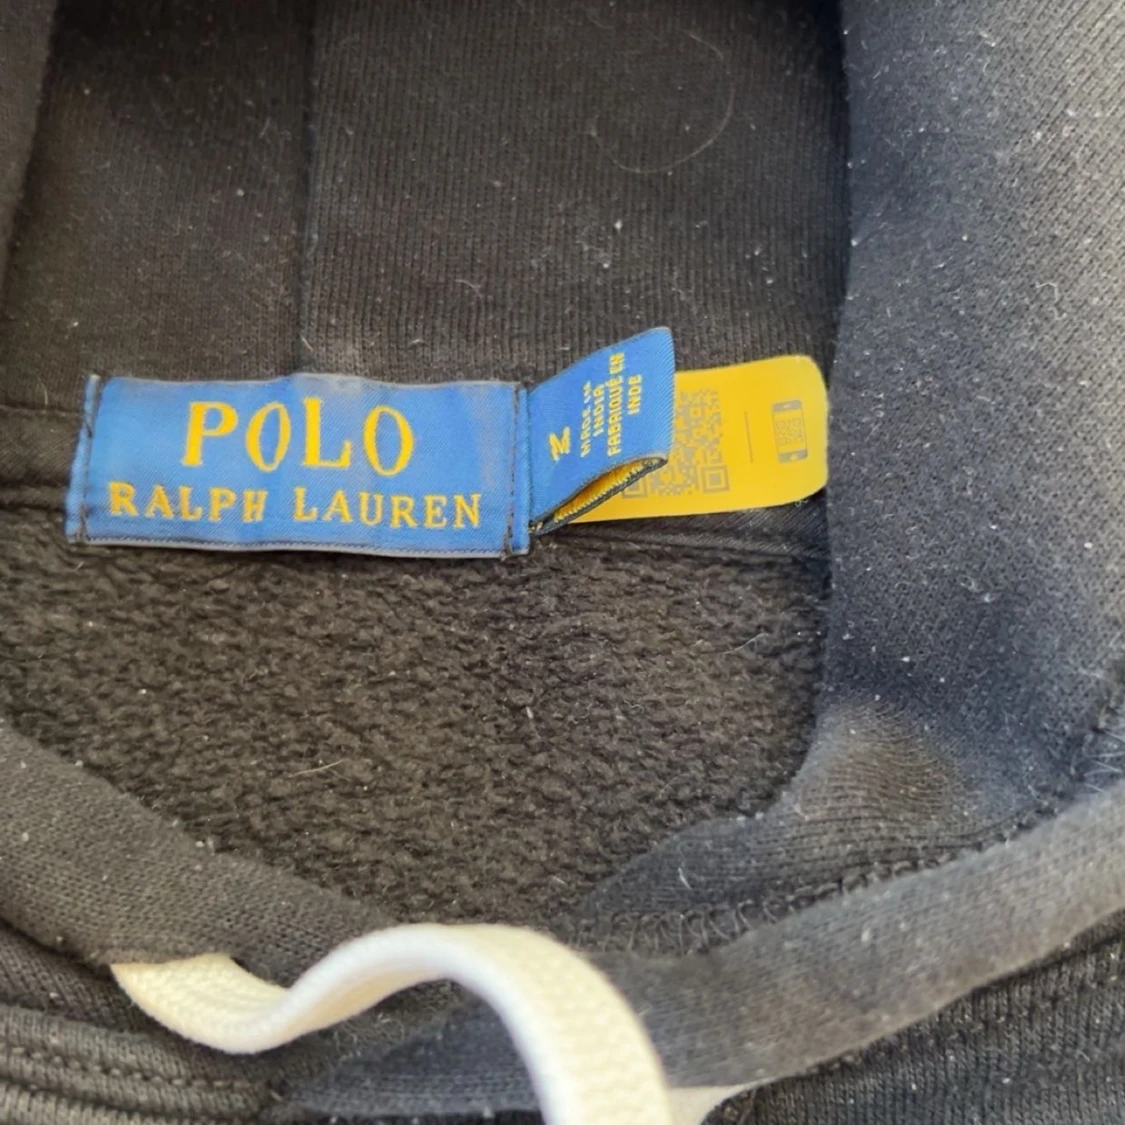 POLO
RALPH LAUREN
M
MADE IN
INDIA
FABRIQUÉ EN
INDE